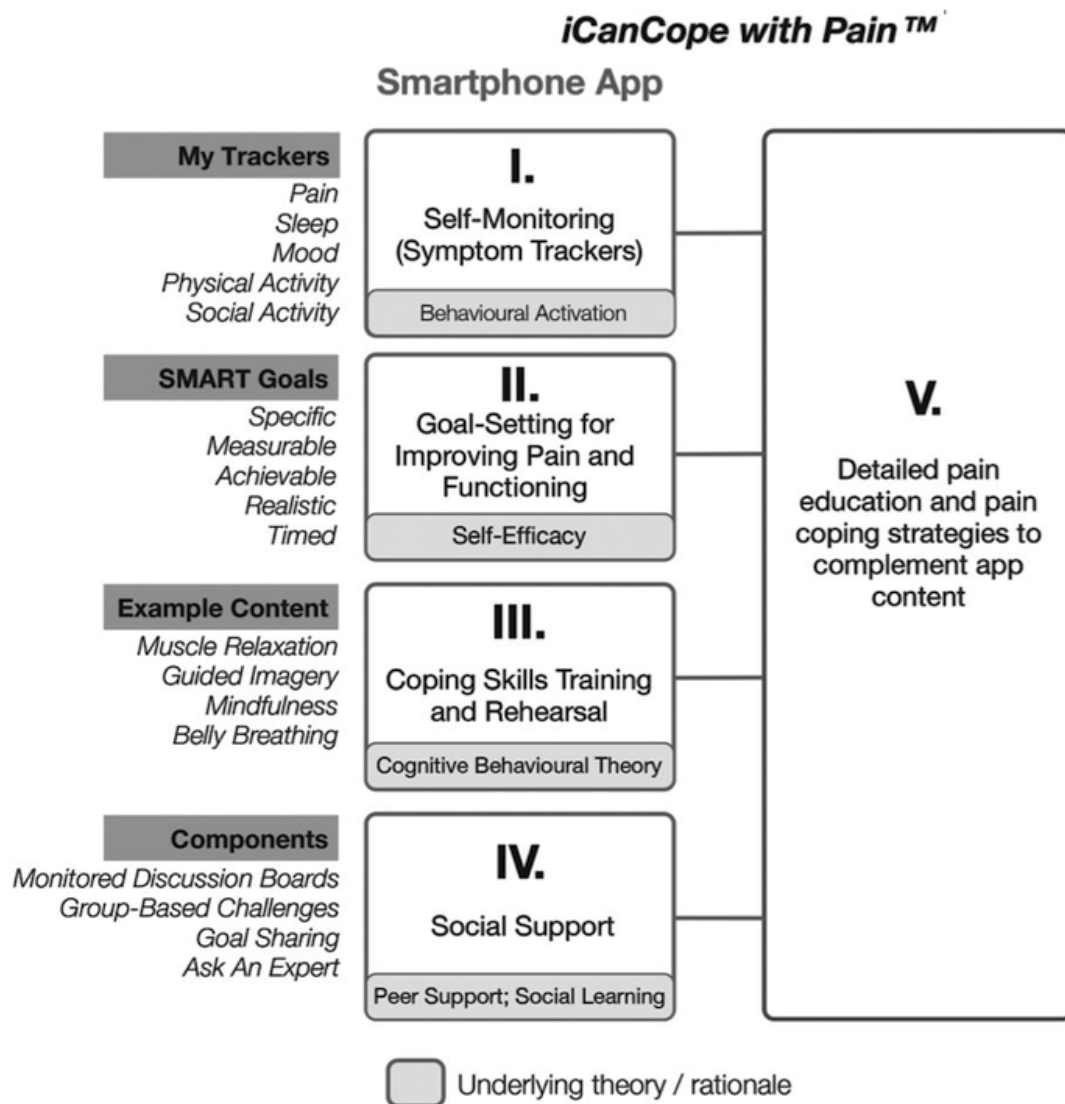 iCanCope with Pain™
Smartphone App
My Trackers
Pain
Sleep
Mood
Physical Activity
Social Activity
I.
Self-Monitoring
(Symptom Trackers)
Behavioural Activation
SMART Goals
Specific
Measurable
Achievable
Realistic
Timed
II.
Goal-Setting for
Improving Pain and
Functioning
Self-Efficacy
Example Content
Muscle Relaxation
Guided Imagery
Mindfulness
Belly Breathing
III.
Coping Skills Training
and Rehearsal
Cognitive Behavioural Theory
Components
Monitored Discussion Boards
Group-Based Challenges
Goal Sharing
Ask An Expert
IV.
Social Support
Peer Support; Social Learning
V.
Detailed pain
education and pain
coping strategies to
complement app
content
Underlying theory / rationale